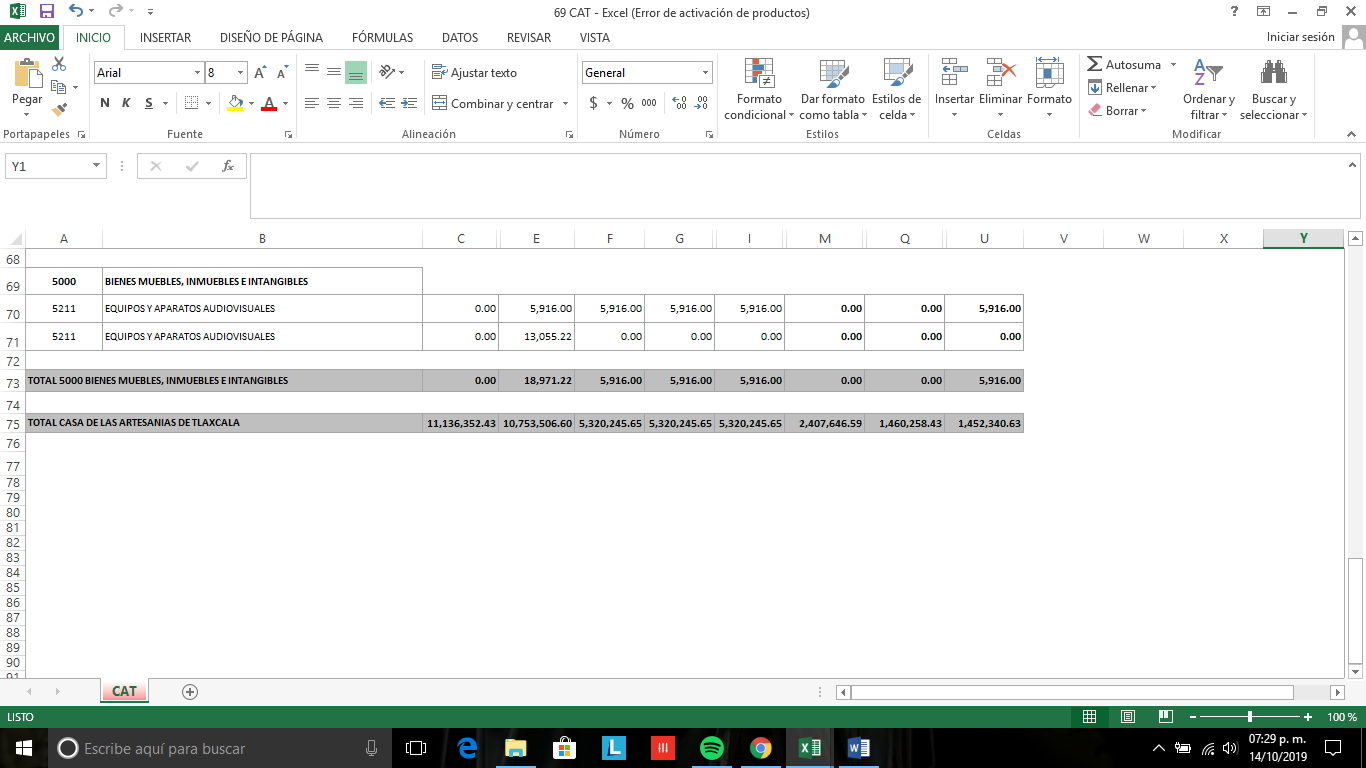 69 CAT - Excel (Error de activación de productos)
ARCHIVO INICIO INSERTAR DISEÑO DE PÁGINA FÓRMULAS DATOS REVISAR VISTA Iniciar sesión
Pegar
Portapapeles
Arial 8
N K S
Fuente
Ajustar texto
Combinar y centrar
Alineación
General
$ % 000
Número
Formato condicional
Dar formato como tabla
Estilos de celda
Estilos
Insertar Eliminar Formato
Celdas
Autosuma
Rellenar
Borrar
Ordenar y filtrar
Buscar y seleccionar
Modificar
Y1 fx
A B C E F G I M Q U V W X Y
68
69 5000 BIENES MUEBLES, INMUEBLES E INTANGIBLES
70 5211 EQUIPOS Y APARATOS AUDIOVISUALES 0.00 5,916.00 5,916.00 5,916.00 5,916.00 0.00 0.00 5,916.00
71 5211 EQUIPOS Y APARATOS AUDIOVISUALES 0.00 13,055.22 0.00 0.00 0.00 0.00 0.00 0.00
72
73 TOTAL 5000 BIENES MUEBLES, INMUEBLES E INTANGIBLES 0.00 18,971.22 5,916.00 5,916.00 5,916.00 0.00 0.00 5,916.00
74
75 TOTAL CASA DE LAS ARTESANIAS DE TLAXCALA 11,136,352.43 10,753,506.60 5,320,245.65 5,320,245.65 5,320,245.65 2,407,646.59 1,460,258.43 1,452,340.63
76
77
78
79
80
81
82
83
84
85
86
87
88
89
90
91
CAT
LISTO 100 %
Escribe aquí para buscar
07:29 p. m.
14/10/2019